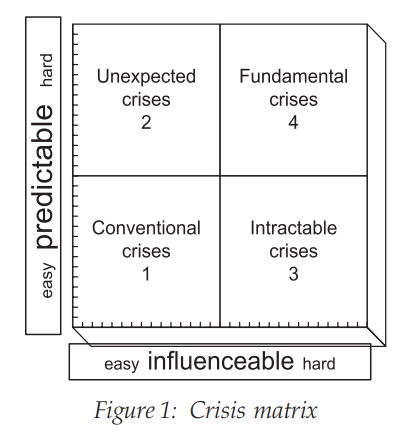 Unexpected
crises
2
Fundamental
crises
4
Conventional
crises
1
Intractable
crises
3
easy predictable hard
easy influenceable hard
Figure 1: Crisis matrix